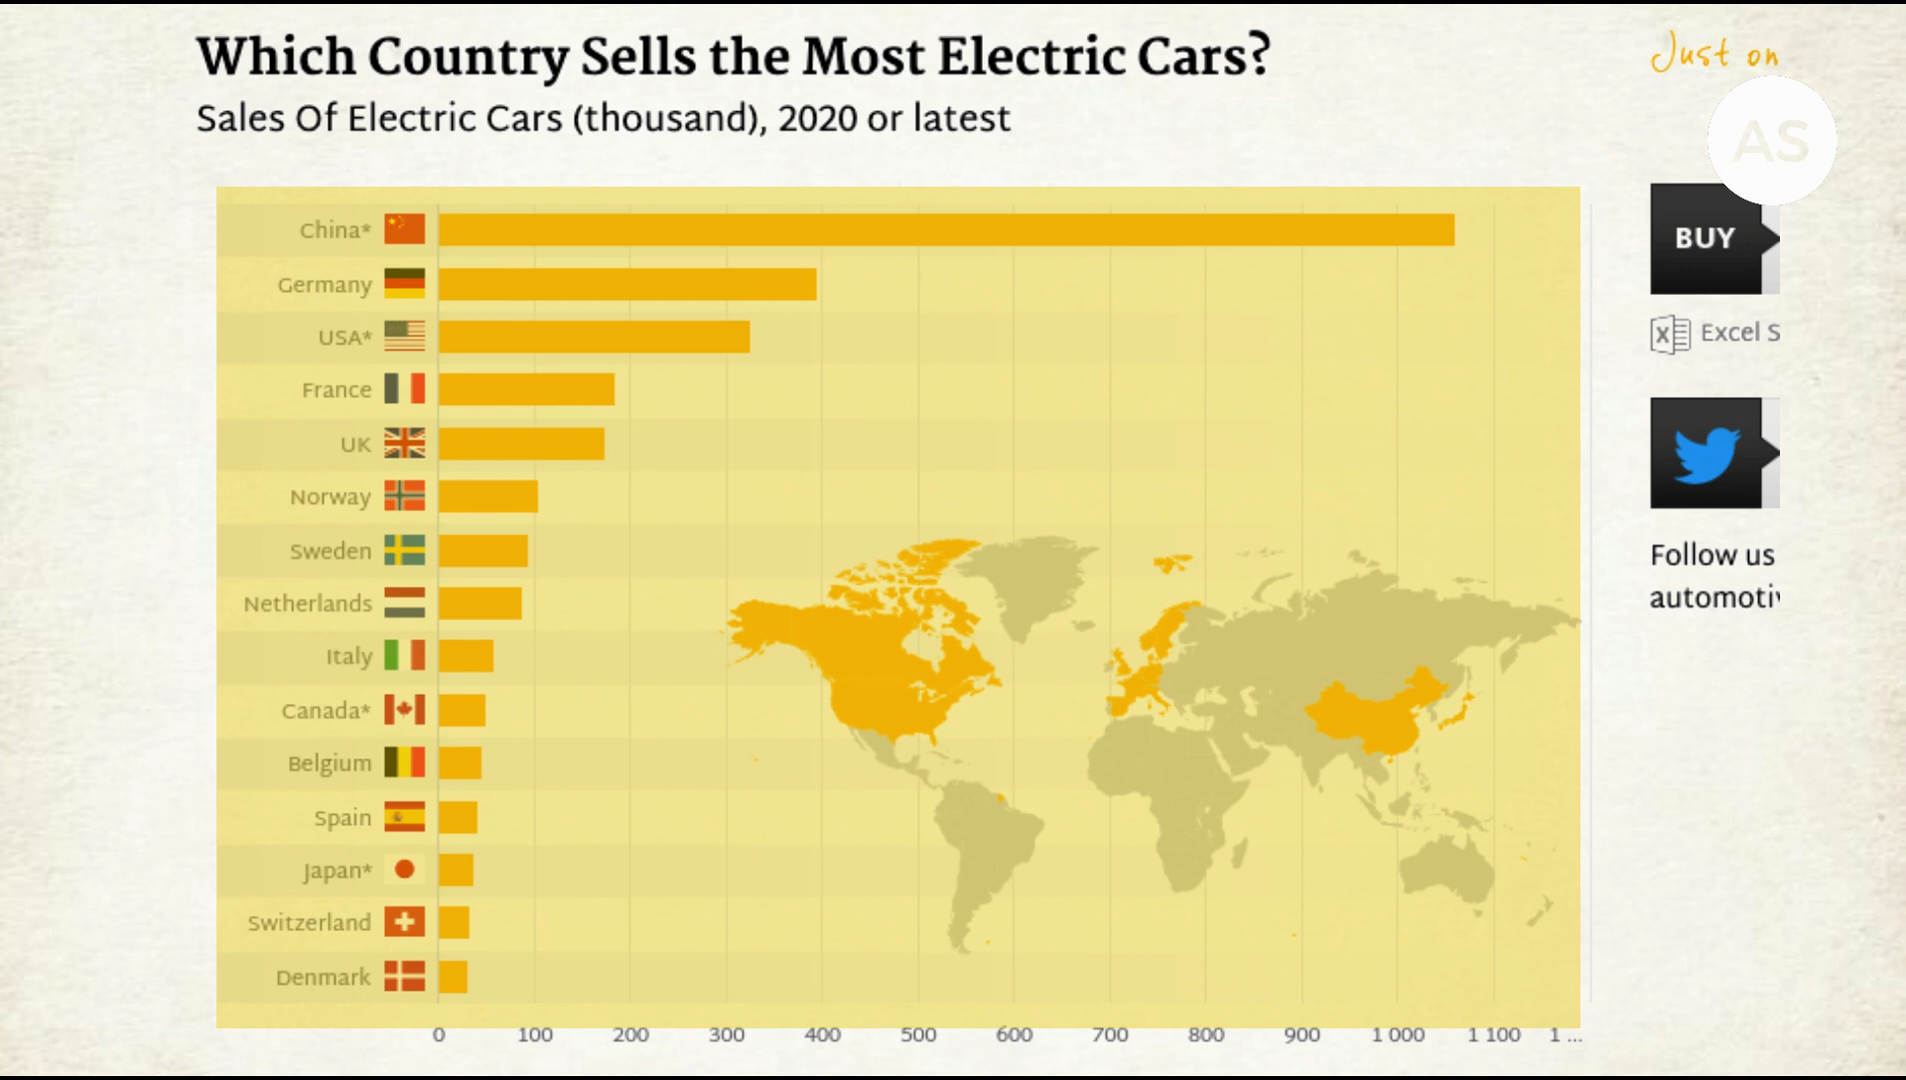 Which Country Sells the Most Electric Cars?
Sales Of Electric Cars (thousand), 2020 or latest
Just on
AS
BUY
Excel S
Follow us
automoti
China*
Germany
USA*
France
UK
Norway
Sweden
Netherlands
Italy
Canada*
Belgium
Spain
Japan*
Switzerland
Denmark
0 100 200 300 400 500 600 700 800 900 1 000 1 100 1 ...